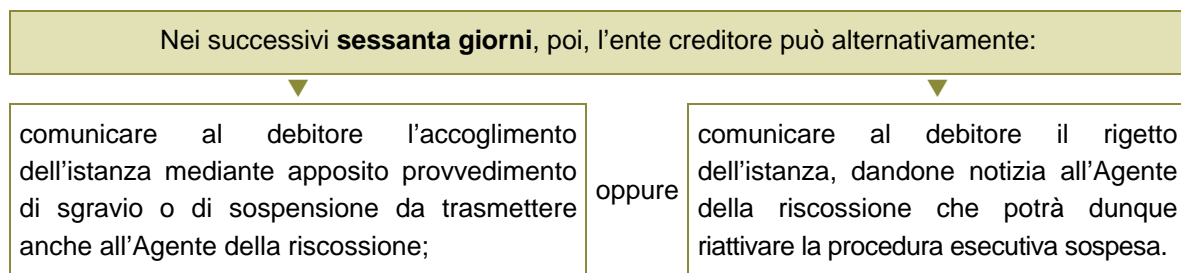 Nei successivi sessanta giorni, poi, l'ente creditore può alternativamente:
comunicare al debitore l'accoglimento
dell'istanza mediante apposito provvedimento
di sgravio o di sospensione da trasmettere
anche all'Agente della riscossione;
oppure
comunicare al debitore il rigetto
dell'istanza, dandone notizia all'Agente
della riscossione che potrà dunque
riattivare la procedura esecutiva sospesa.